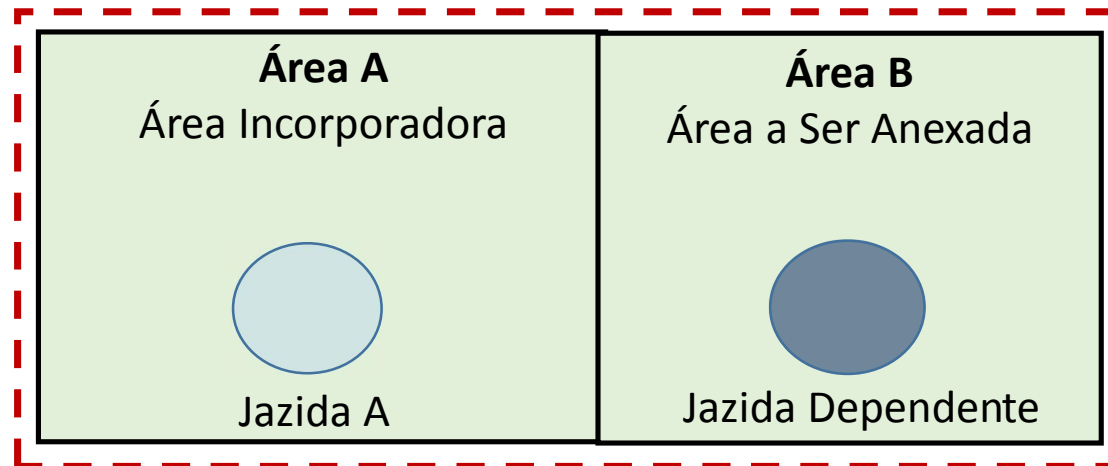 Área A
Área Incorporadora
Jazida A
Área B
Área a Ser Anexada
Jazida Dependente